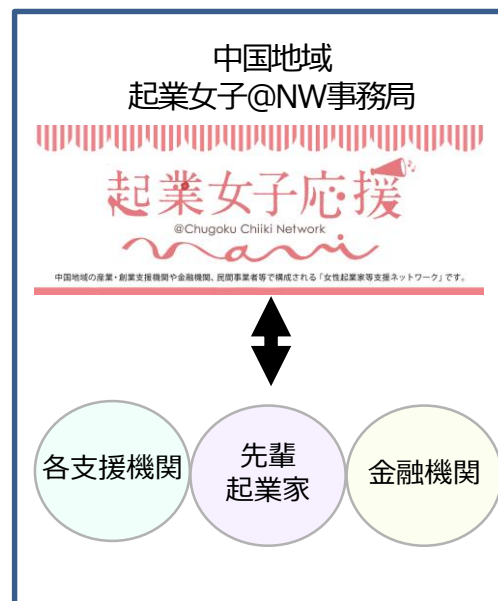 中国地域
起業女子@NW事務局
起業女子応援
@Chugoku Chiiki Network
navi
中国地域の産業・創業支援機関や金融機関、民間事業者等で構成される「女性起業家等支援ネットワーク」です。
各支援機関
先輩
起業家
金融機関